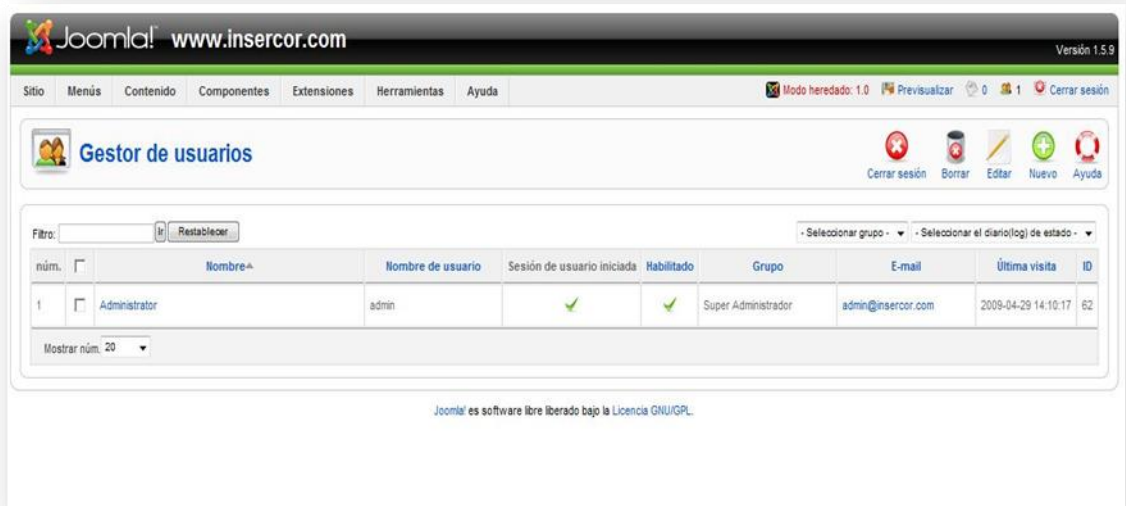 Joomla! www.insercor.com
Versión 1.5.9
Sitio Menús Contenido Componentes Extensiones Herramientas Ayuda Modo heredado: 1.0 Previsualizar 0 1 Cerrar sesión
Gestor de usuarios
Cerrar sesión Borrar Editar Nuevo Ayuda
Filtro: Ir Restablecer - Seleccionar grupo - - Seleccionar el diario(log) de estado -
núm. Nombre Nombre de usuario Sesión de usuario iniciada Habilitado Grupo E-mail Última visita ID
1 Administrator admin Super Administrador admin@insercor.com 2009-04-29 14:10:17 62
Mostrar núm. 20
Joomla! es software libre liberado bajo la Licencia GNU/GPL.